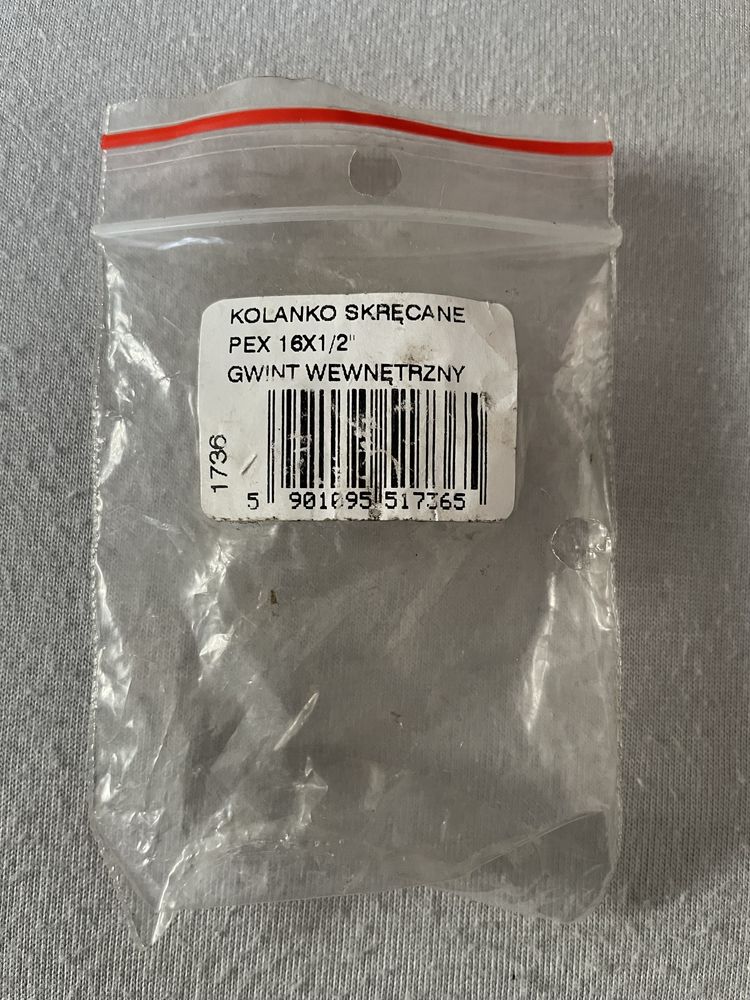 KOLANKO SKRĘCANE
PEX 16X1/2"
GWINT WEWNĘTRZNY
1736
5 901095 517365